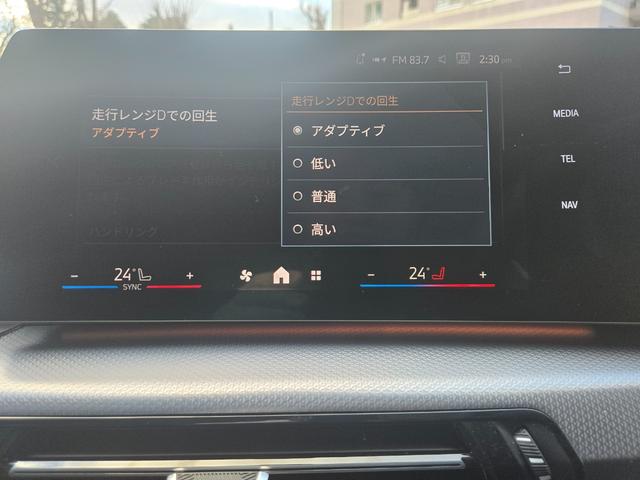 FM 83.7
2:30 pm
走行レンジDでの回生
アダプティブ
走行レンジDでの回生
アダプティブ
低い
普通
高い
ハンドリング
MEDIA
TEL
NAV
− 24° +
SYNC
− 24° +